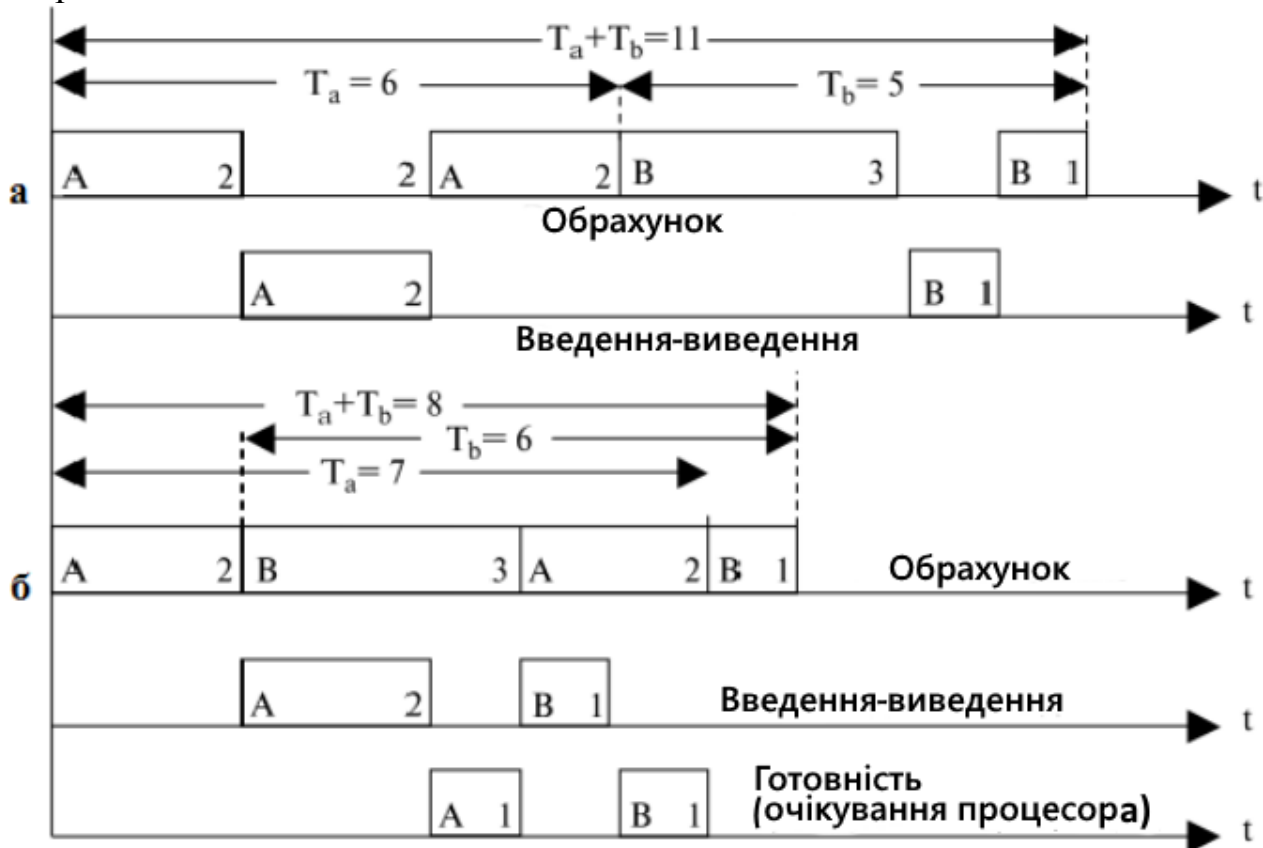 Ta+Tb=11
Ta = 6 Tb= 5
а A 2 2 A 2 B 3 B 1 t
Обрахунок
A 2 B 1 t
Введення-виведення
Ta+Tb= 8
Tb= 6
Ta= 7
б A 2 B 3 A 2 B 1 Обрахунок t
A 2 B 1 Введення-виведення t
A 1 B 1 Готовність
(очікування процесора) t